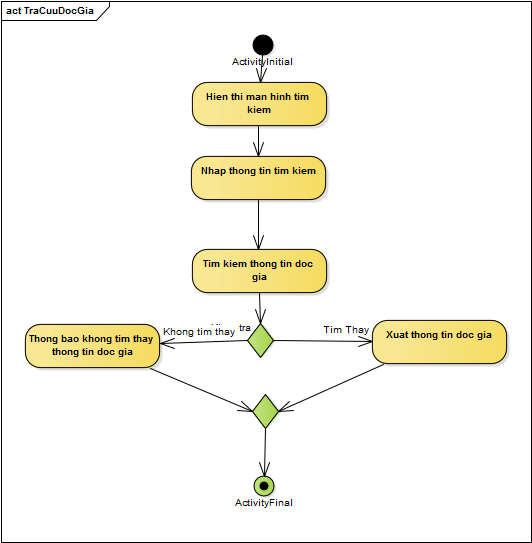 act TraCuuDocGia
ActivityInitial
Hien thi man hinh tim
kiem
Nhap thong tin tim kiem
Tim kiem thong tin doc
gia
tra
Khong tim thay
Tim Thay
Thong bao khong tim thay
thong tin doc gia
Xuat thong tin doc gia
ActivityFinal